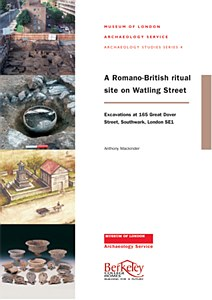 MUSEUM OF LONDON
ARCHAEOLOGY SERVICE
ARCHAEOLOGY STUDIES SERIES 4
A Romano-British ritual
site on Watling Street
Excavations at 165 Great Dover
Street, Southwark, London SE1
Anthony Mackinder
MUSEUM OF LONDON
Archaeology Service
Berkeley